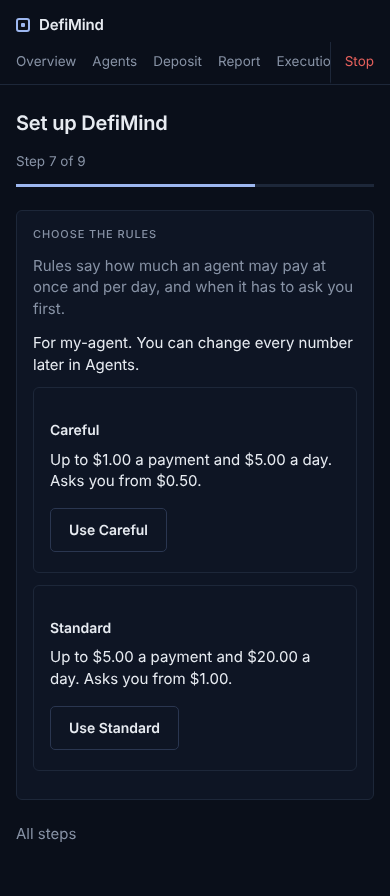 DefiMind
Overview Agents Deposit Report Executio Stop
Set up DefiMind
Step 7 of 9
CHOOSE THE RULES
Rules say how much an agent may pay at
once and per day, and when it has to ask you
first.
For my-agent. You can change every number
later in Agents.
Careful
Up to $1.00 a payment and $5.00 a day.
Asks you from $0.50.
Use Careful
Standard
Up to $5.00 a payment and $20.00 a
day. Asks you from $1.00.
Use Standard
All steps